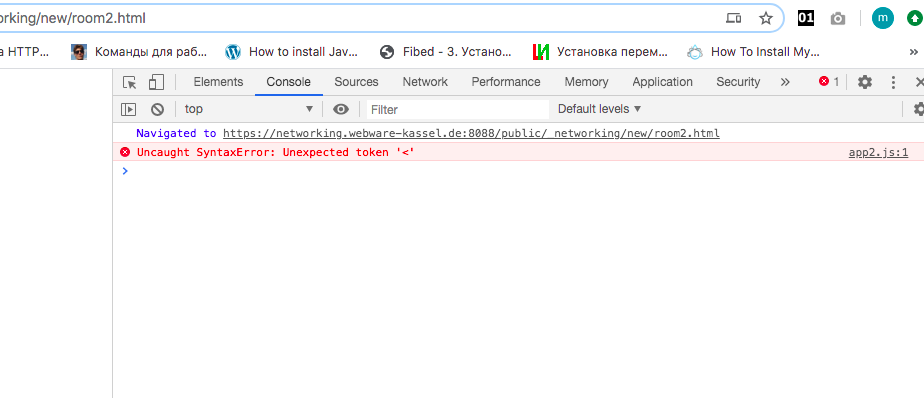 orking/new/room2.html
01 m
a HTTP... Команды для раб... How to install Jav... Fibed - 3. Устано... Установка перем... How To Install My... »
Elements Console Sources Network Performance Memory Application Security » 1
top Filter Default levels
Navigated to https://networking.webware-kassel.de:8088/public/_networking/new/room2.html
Uncaught SyntaxError: Unexpected token '<' app2.js:1